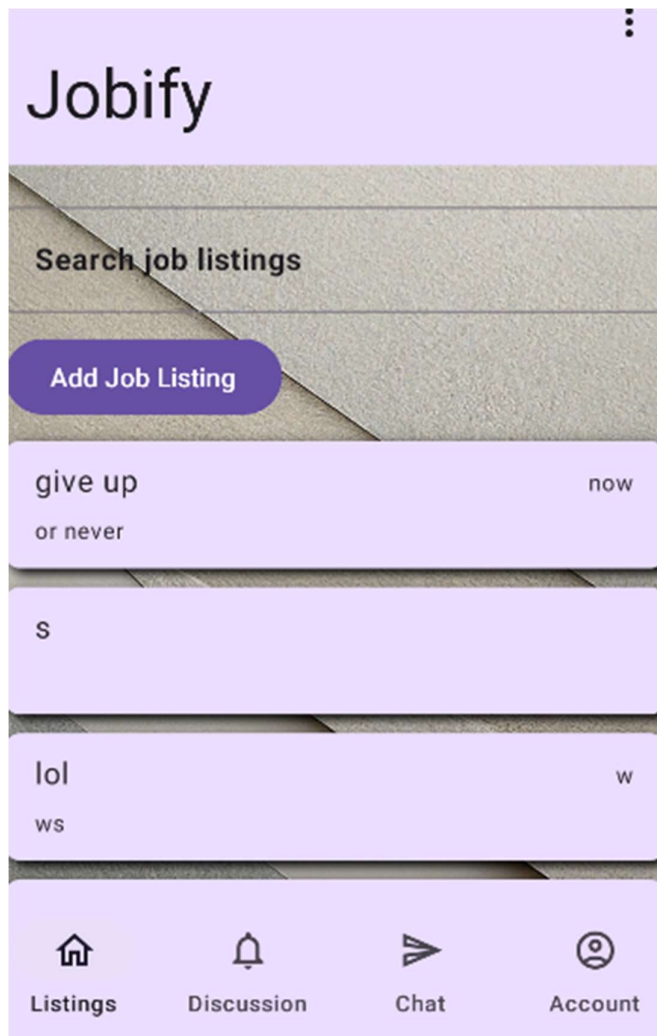 Jobify
Search job listings
Add Job Listing
give up now
or never
s
lol w
ws
Listings Discussion Chat Account